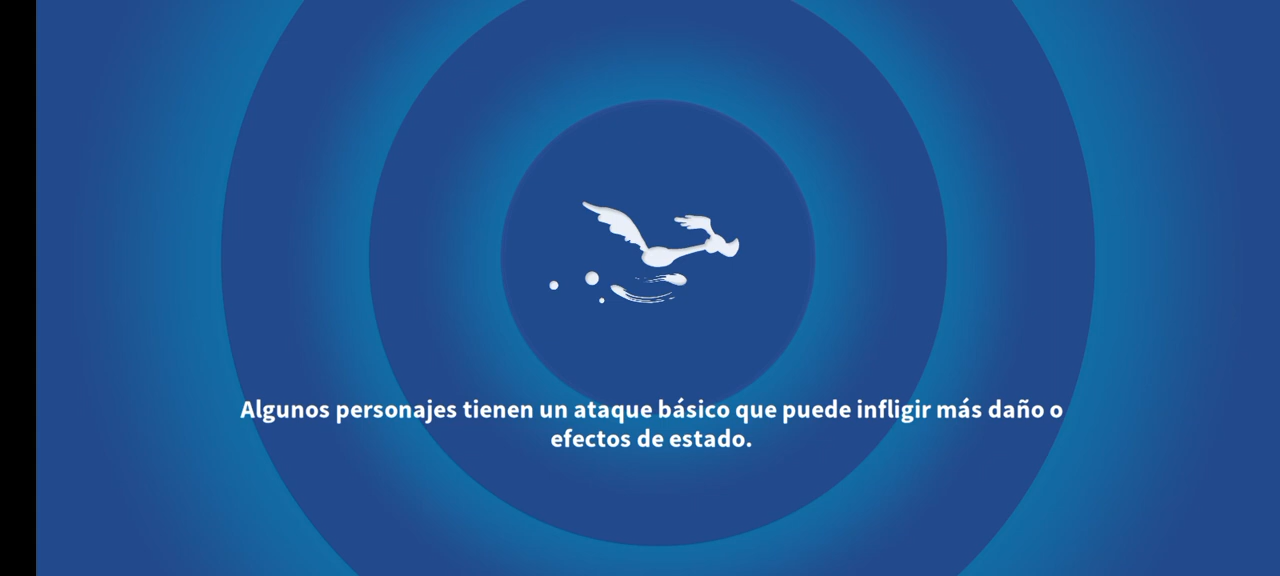 Algunos personajes tienen un ataque básico que puede infligir más daño o
efectos de estado.